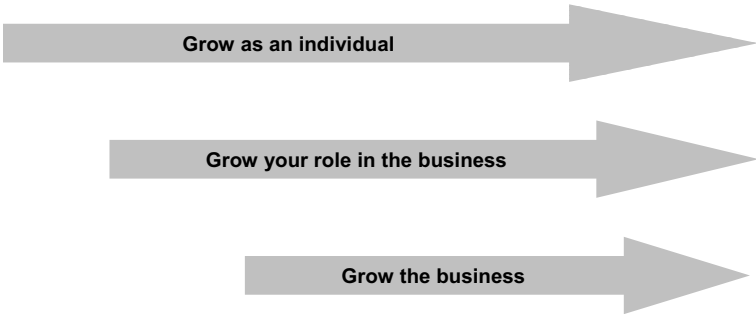 Grow as an individual
Grow your role in the business
Grow the business